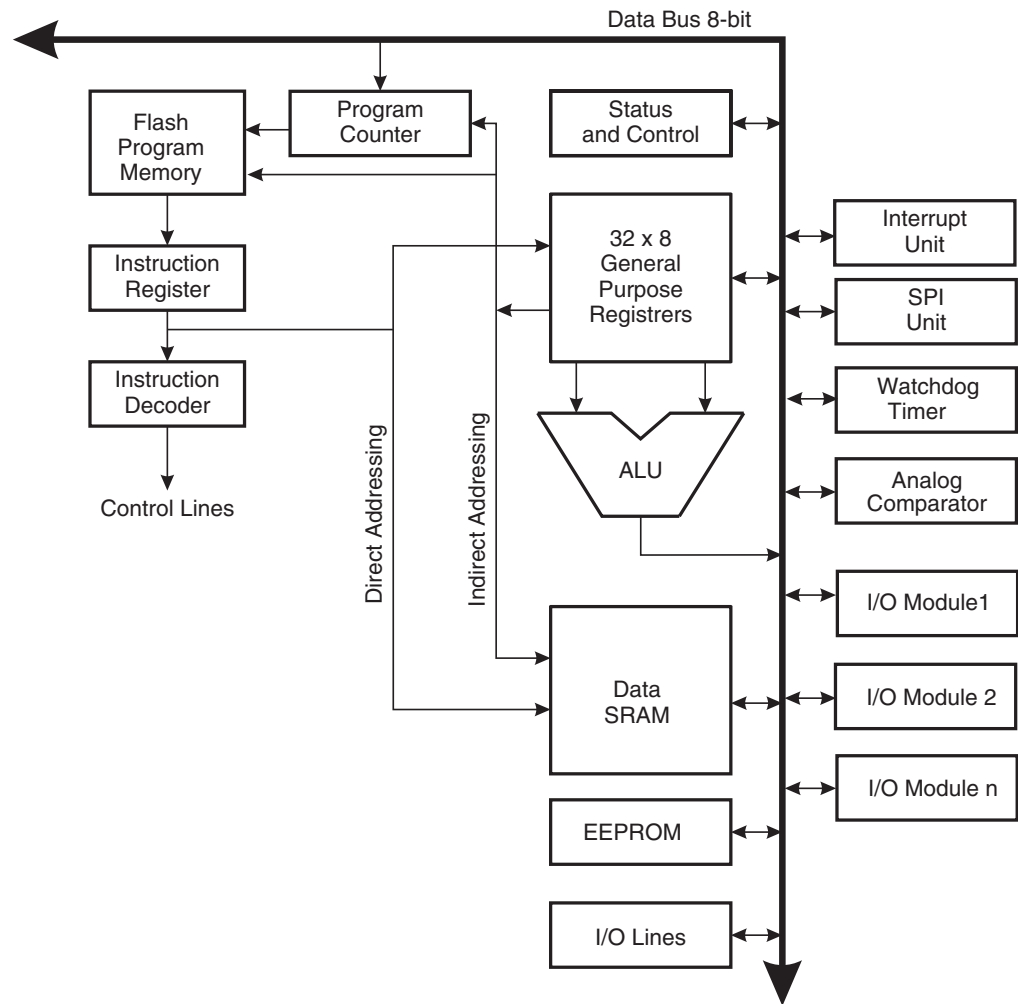 Data Bus 8-bit
Flash
Program
Memory
Program
Counter
Status
and Control
32 x 8
General
Purpose
Registrers
Interrupt
Unit
Instruction
Register
SPI
Unit
Instruction
Decoder
Watchdog
Timer
Direct Addressing
Indirect Addressing
ALU
Analog
Comparator
Control Lines
I/O Module1
Data
SRAM
I/O Module 2
I/O Module n
EEPROM
I/O Lines